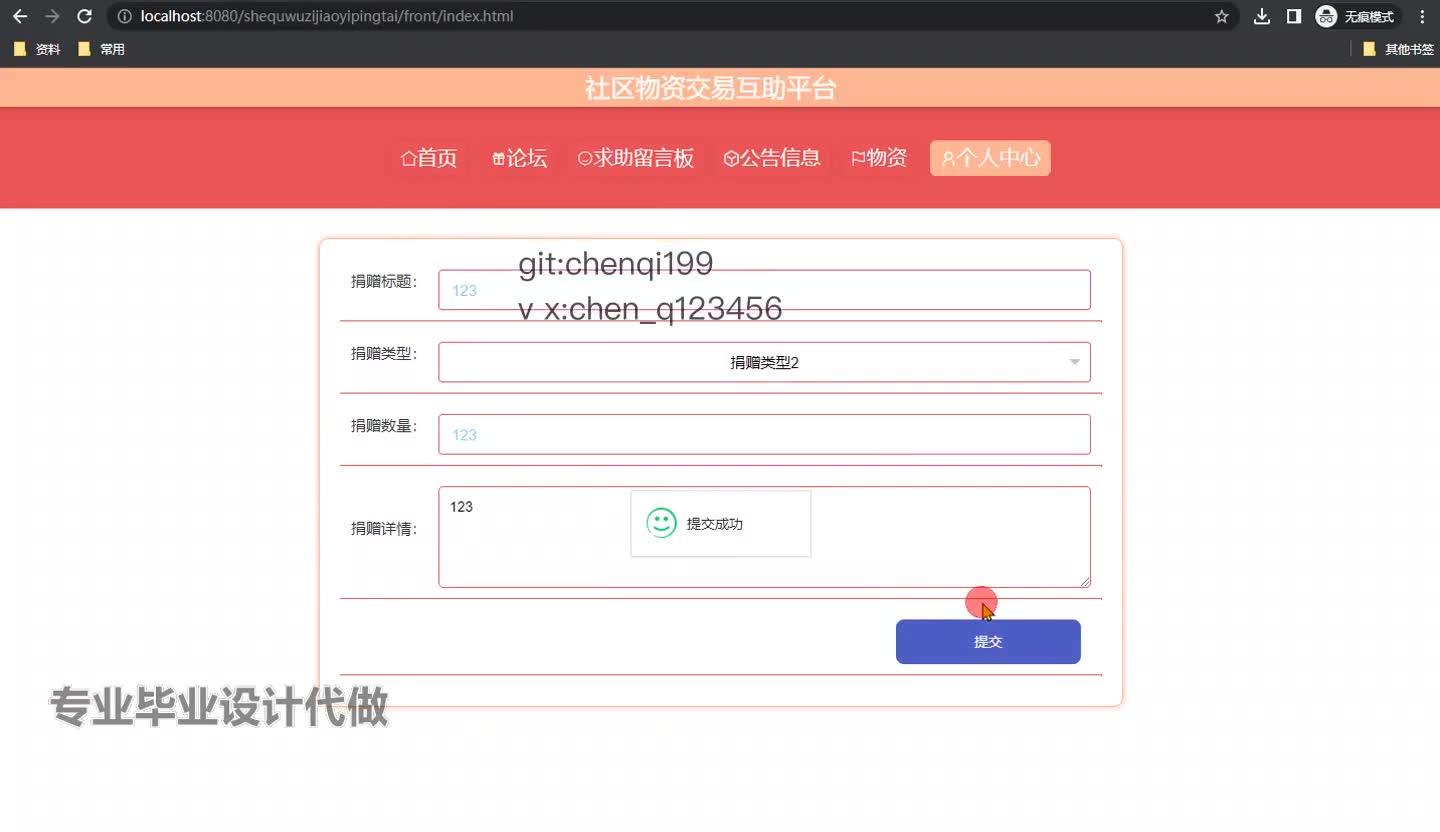 localhost:8080/shequwuzijiaoyipingtai/front/index.html
无痕模式
资料
常用
其他书签
社区物资交易互助平台
首页
论坛
求助留言板
公告信息
物资
个人中心
git:chenqi199
捐赠标题:
123
v x:chen_q123456
捐赠类型:
捐赠类型2
捐赠数量:
123
捐赠详情:
123
提交成功
提交
专业毕业设计代做